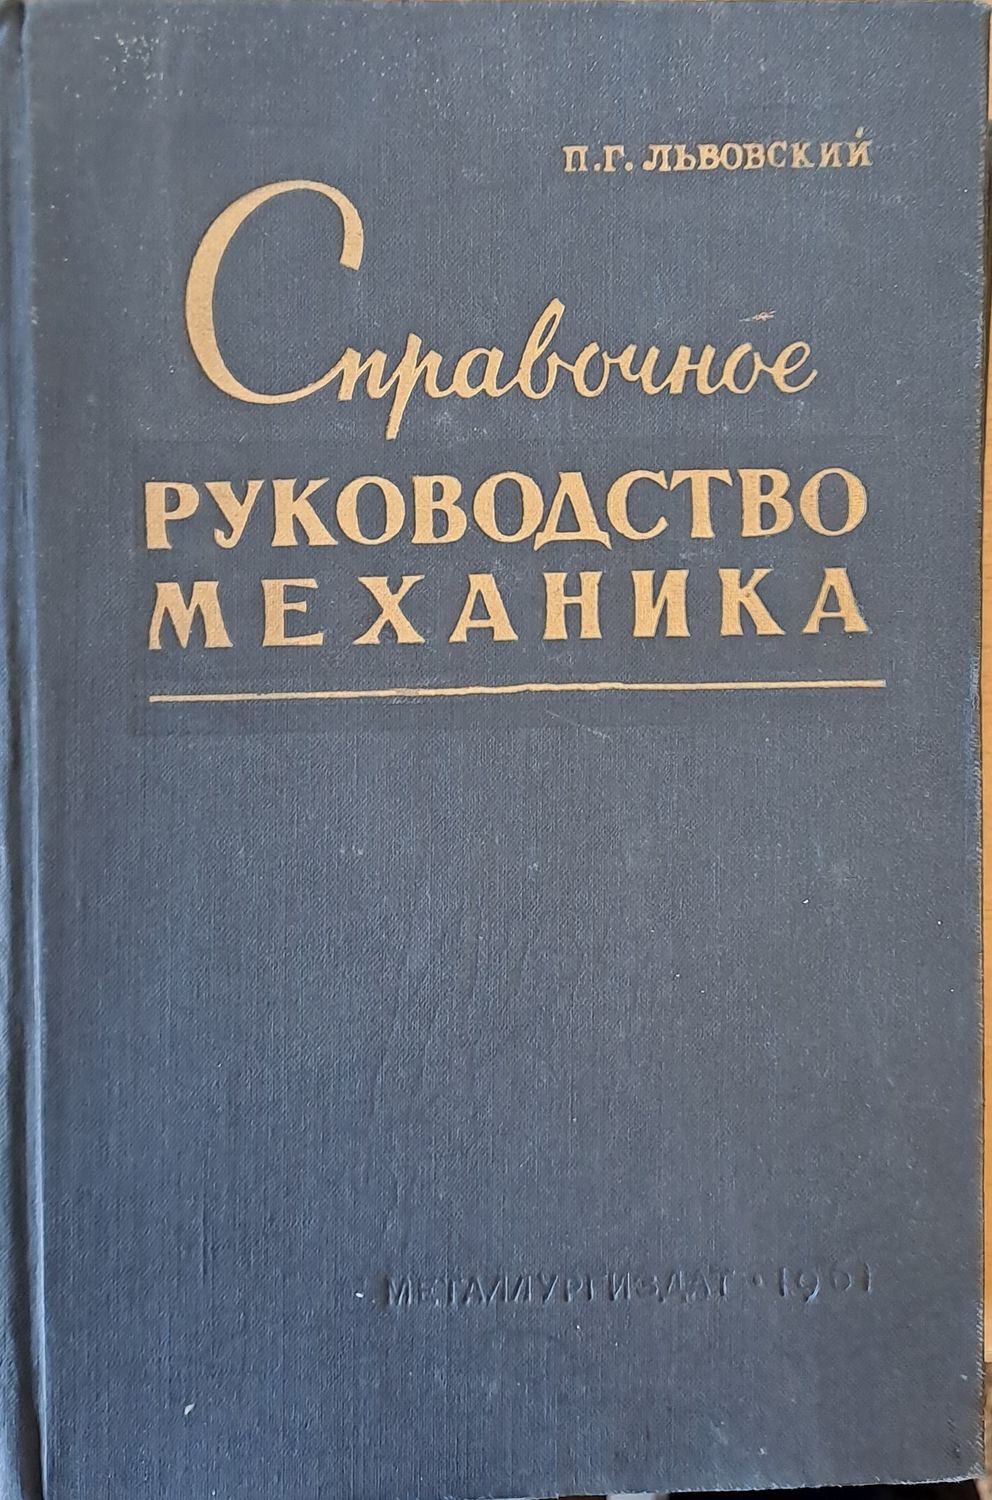 П.Г. ЛЬВОВСКИЙ
Справочное
РУКОВОДСТВО
МЕХАНИКА
МЕТАЛЛУРГИЗДАТ • 1961